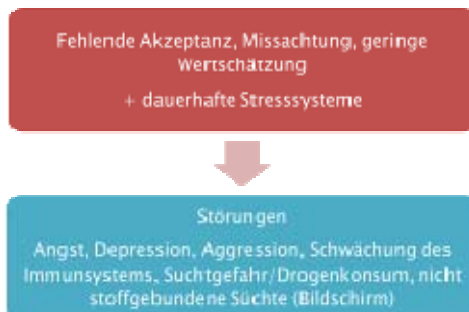 Fehlende Akzeptanz, Missachtung, geringe
Wertschätzung
+ dauerhafte Stresssysteme
Störungen
Angst, Depression, Aggression, Schwächung des
Immunsystems, Suchtgefahr/Drogenkonsum, nicht
stoffgebundene Süchte (Bildschirm)